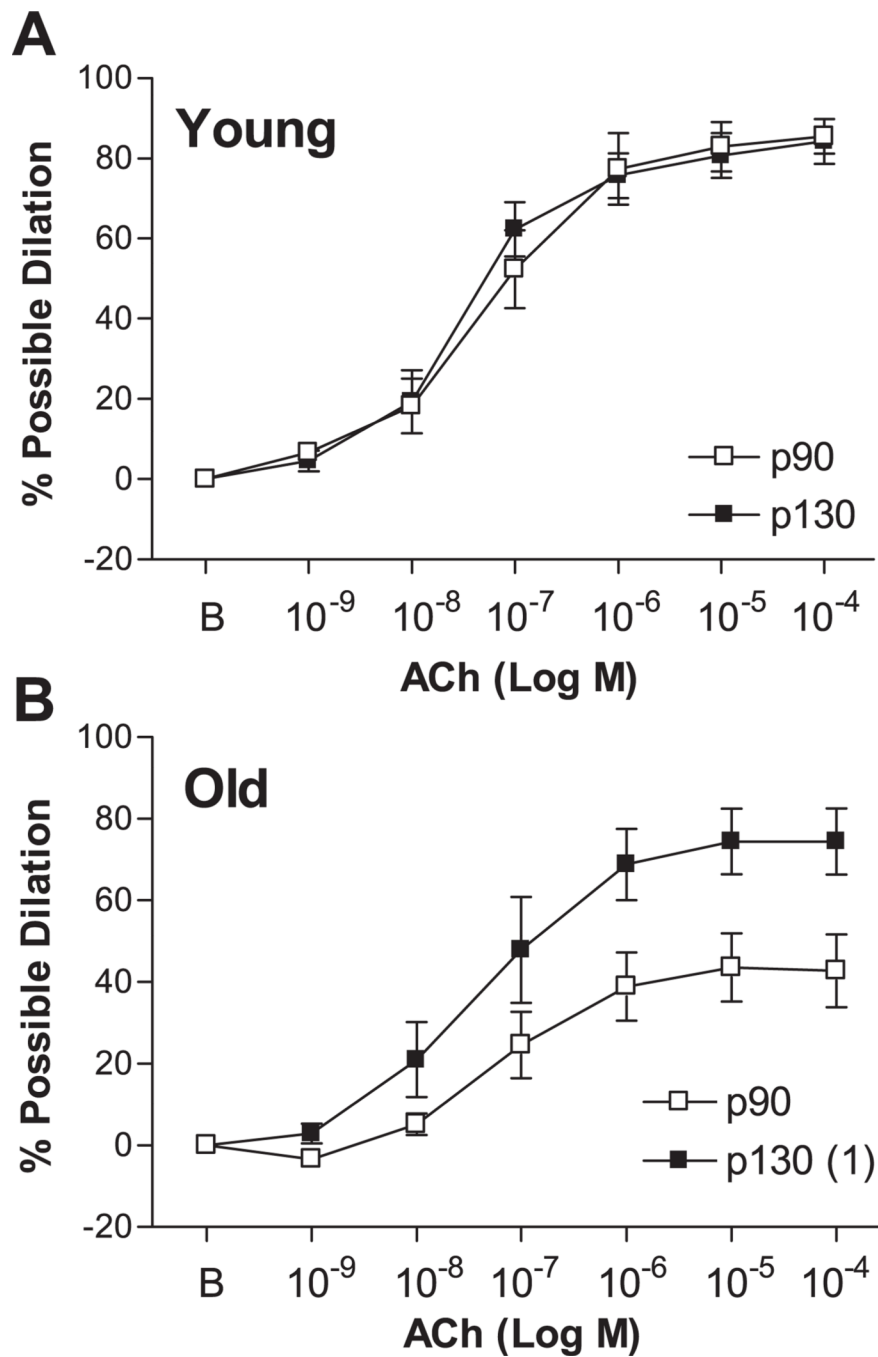 A
Young
% Possible Dilation
100
80
60
40
20
0
-20
p90
p130
B 10⁻⁹ 10⁻⁸ 10⁻⁷ 10⁻⁶ 10⁻⁵ 10⁻⁴
ACh (Log M)
B
Old
% Possible Dilation
100
80
60
40
20
0
-20
p90
p130 (1)
B 10⁻⁹ 10⁻⁸ 10⁻⁷ 10⁻⁶ 10⁻⁵ 10⁻⁴
ACh (Log M)